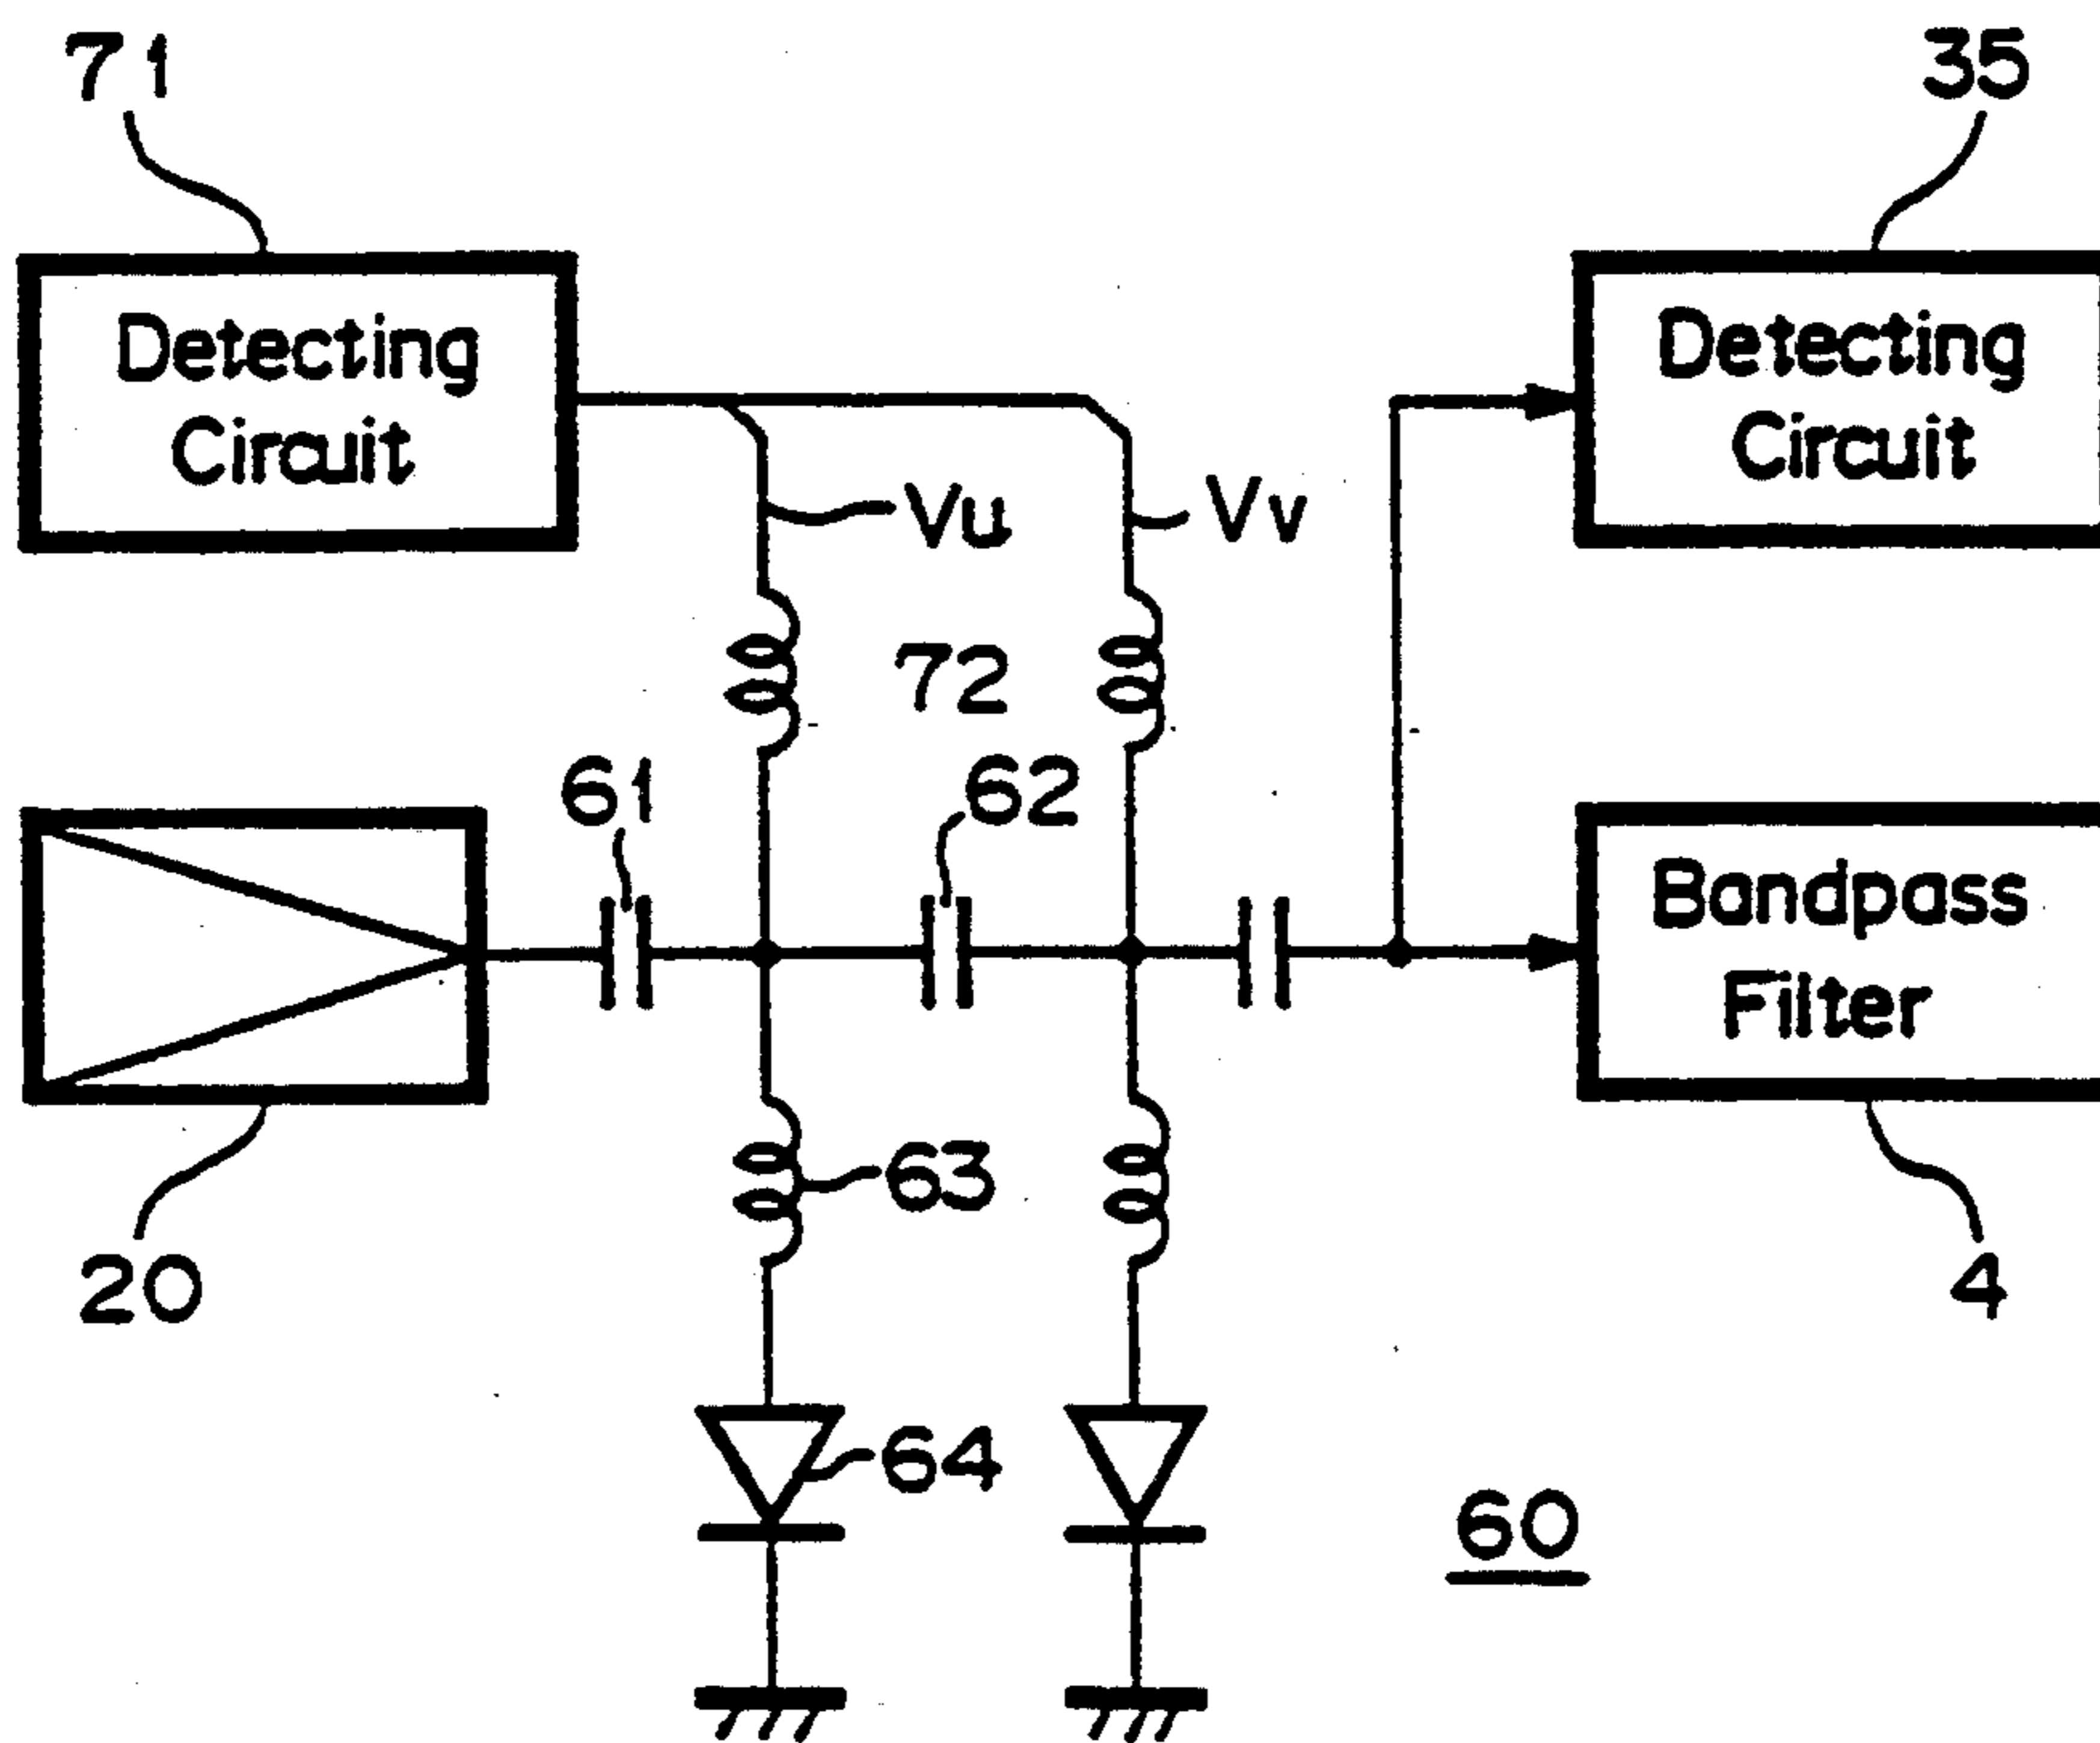 71
35
Detecting
Circuit
Detecting
Circuit
Vu
Vv
72
61
62
Bandpass
Filter
63
20
4
64
60